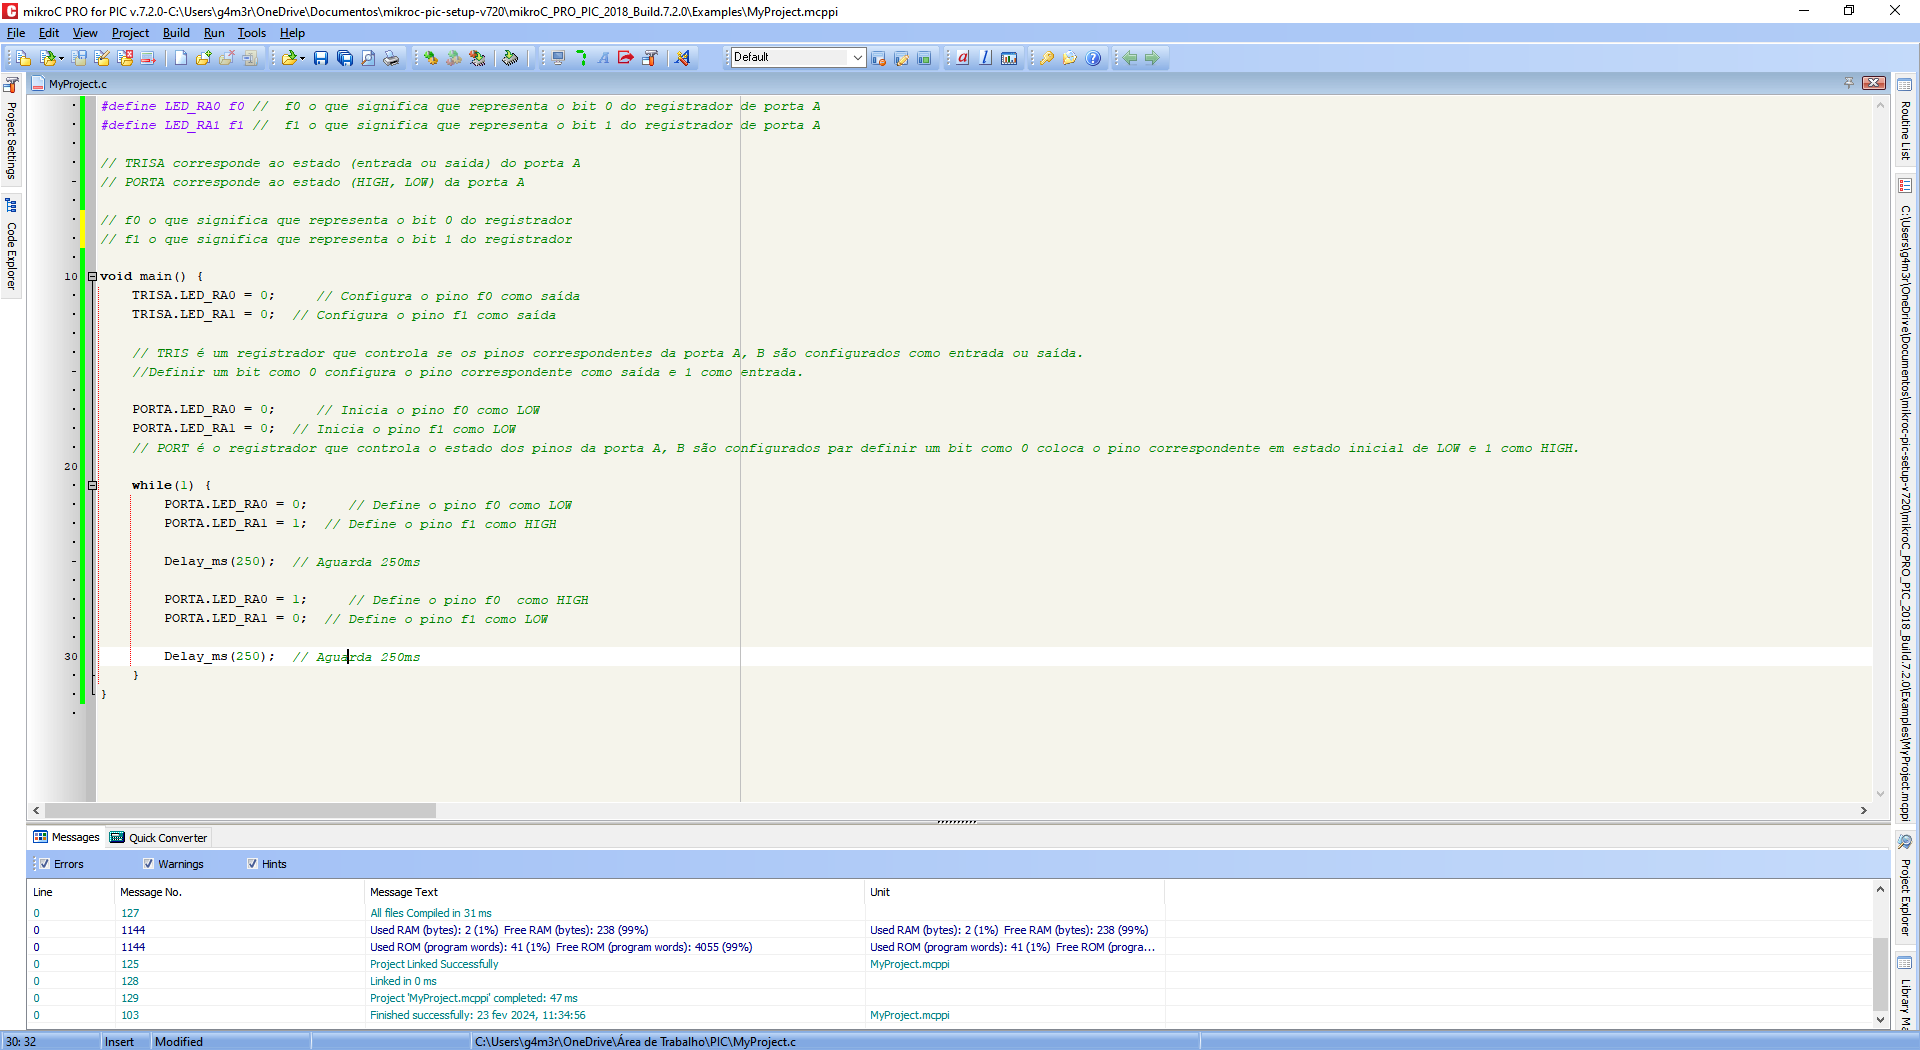 mikroC PRO for PIC v.7.2.0-C:\Users\g4m3r\OneDrive\Documentos\mikroc-pic-setup-v720\mikroC_PRO_PIC_2018_Build.7.2.0\Examples\MyProject.mcppi
File Edit View Project Build Run Tools Help
Default
MyProject.c
Project Settings
Code Explorer
#define LED_RA0 f0 //  f0 o que significa que representa o bit 0 do registrador de porta A
#define LED_RA1 f1 //  f1 o que significa que representa o bit 1 do registrador de porta A
// TRISA corresponde ao estado (entrada ou saida) do porta A
// PORTA corresponde ao estado (HIGH, LOW) da porta A
// f0 o que significa que representa o bit 0 do registrador
// f1 o que significa que representa o bit 1 do registrador
10 void main() {
TRISA.LED_RA0 = 0;     // Configura o pino f0 como saída
TRISA.LED_RA1 = 0;  // Configura o pino f1 como saída
// TRIS é um registrador que controla se os pinos correspondentes da porta A, B são configurados como entrada ou saída.
//Definir um bit como 0 configura o pino correspondente como saída e 1 como entrada.
PORTA.LED_RA0 = 0;     // Inicia o pino f0 como LOW
PORTA.LED_RA1 = 0;  // Inicia o pino f1 como LOW
// PORT é o registrador que controla o estado dos pinos da porta A, B são configurados par definir um bit como 0 coloca o pino correspondente em estado inicial de LOW e 1 como HIGH.
20
while(1) {
PORTA.LED_RA0 = 0;     // Define o pino f0 como LOW
PORTA.LED_RA1 = 1;  // Define o pino f1 como HIGH
Delay_ms(250);  // Aguarda 250ms
PORTA.LED_RA0 = 1;     // Define o pino f0  como HIGH
PORTA.LED_RA1 = 0;  // Define o pino f1 como LOW
30 Delay_ms(250);  // Aguarda 250ms
}
}
Routine List
C:\Users\g4m3r\OneDrive\Documentos\mikroc-pic-setup-v720\mikroC_PRO_PIC_2018_Build.7.2.0\Examples\MyProject.mcppi
Project Explorer
Library Ma
Messages Quick Converter
Errors Warnings Hints
Line Message No. Message Text Unit
0 127 All files Compiled in 31 ms
0 1144 Used RAM (bytes): 2 (1%)  Free RAM (bytes): 238 (99%) Used RAM (bytes): 2 (1%)  Free RAM (bytes): 238 (99%)
0 1144 Used ROM (program words): 41 (1%)  Free ROM (program words): 4055 (99%) Used ROM (program words): 41 (1%)  Free ROM (progra...
0 125 Project Linked Successfully MyProject.mcppi
0 128 Linked in 0 ms
0 129 Project 'MyProject.mcppi' completed: 47 ms
0 103 Finished successfully: 23 fev 2024, 11:34:56 MyProject.mcppi
30: 32 Insert Modified C:\Users\g4m3r\OneDrive\Área de Trabalho\PIC\MyProject.c